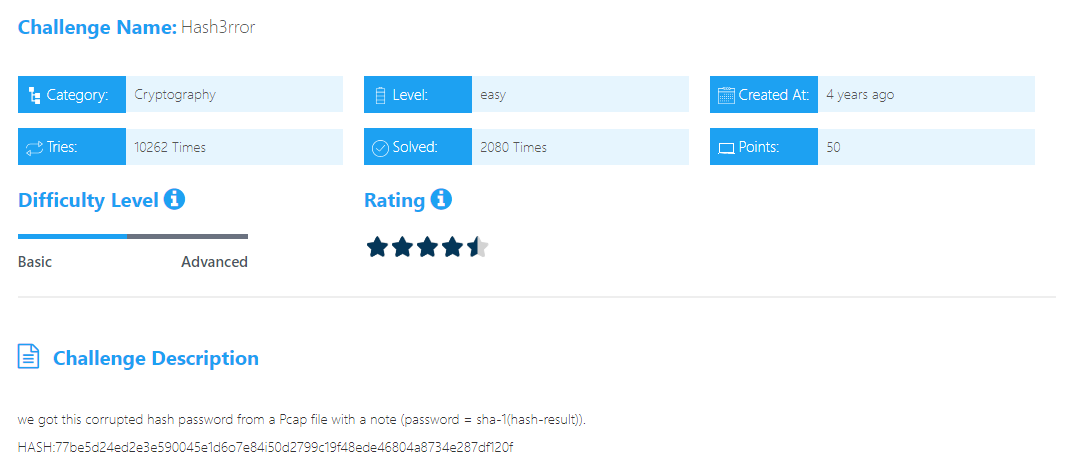 Challenge Name: Hash3rror
Category: Cryptography
Level: easy
Created At: 4 years ago
Tries: 10262 Times
Solved: 2080 Times
Points: 50
Difficulty Level
Rating
Basic
Advanced
Challenge Description
we got this corrupted hash password from a Pcap file with a note (password = sha-1(hash-result)).
HASH:77be5d24ed2e3e590045e1d6o7e84i50d2799c19f48ede46804a8734e287df120f